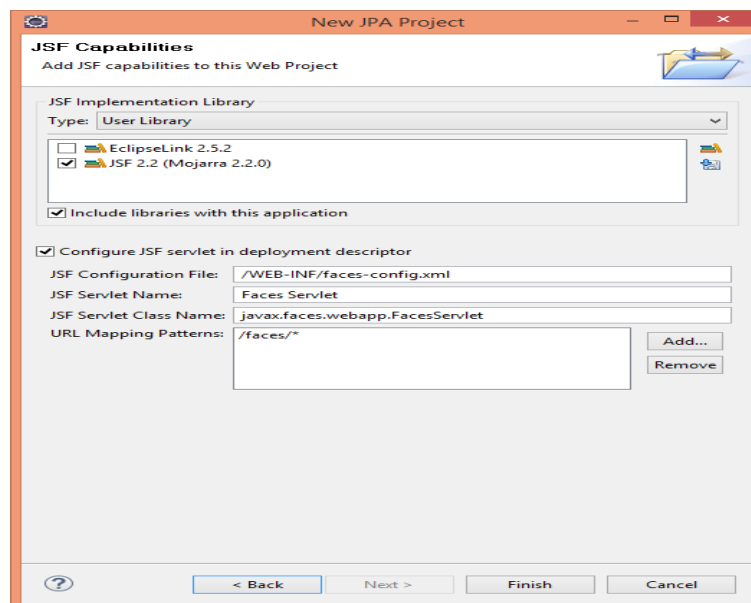 New JPA Project
JSF Capabilities
Add JSF capabilities to this Web Project
JSF Implementation Library
Type: User Library
EclipseLink 2.5.2
JSF 2.2 (Mojarra 2.2.0)
Include libraries with this application
Configure JSF servlet in deployment descriptor
JSF Configuration File: /WEB-INF/faces-config.xml
JSF Servlet Name: Faces Servlet
JSF Servlet Class Name: javax.faces.webapp.FacesServlet
URL Mapping Patterns: /faces/*
Add...
Remove
? < Back Next > Finish Cancel